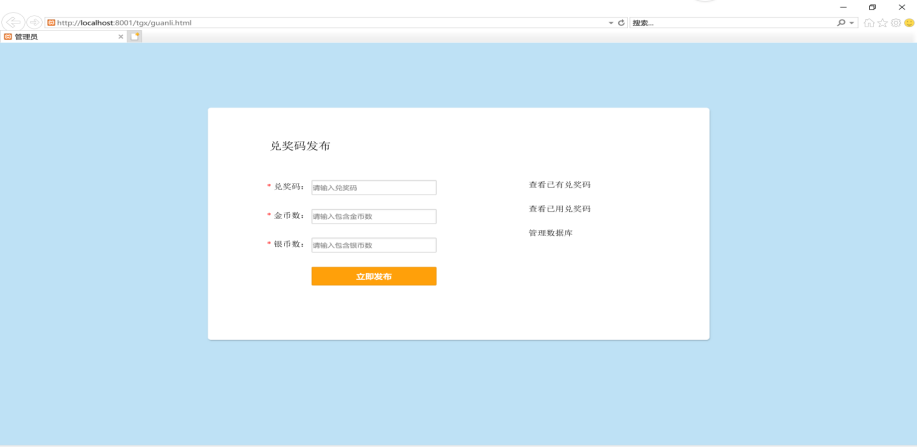 http://localhost:8001/tgx/guanli.html
搜索...
管理员
兑奖码发布
* 兑奖码： 请输入兑奖码
* 金币数： 请输入包含金币数
* 银币数： 请输入包含银币数
立即发布
查看已有兑奖码
查看已用兑奖码
管理数据库